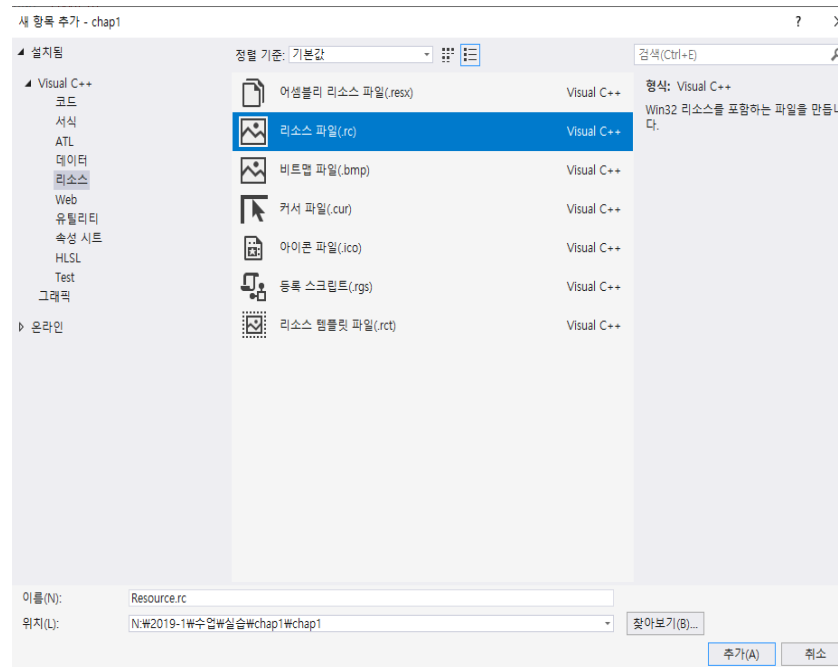 새 항목 추가 - chap1
?
설치됨
Visual C++
코드
서식
ATL
데이터
리소스
Web
유틸리티
속성 시트
HLSL
Test
그래픽
온라인
정렬 기준: 기본값
어셈블리 리소스 파일(.resx) Visual C++
리소스 파일(.rc) Visual C++
비트맵 파일(.bmp) Visual C++
커서 파일(.cur) Visual C++
아이콘 파일(.ico) Visual C++
등록 스크립트(.rgs) Visual C++
리소스 템플릿 파일(.rct) Visual C++
검색(Ctrl+E)
형식: Visual C++
Win32 리소스를 포함하는 파일을 만듭니
다.
이름(N): Resource.rc
위치(L): N:₩2019-1₩수업₩실습₩chap1₩chap1
찾아보기(B)...
추가(A) 취소